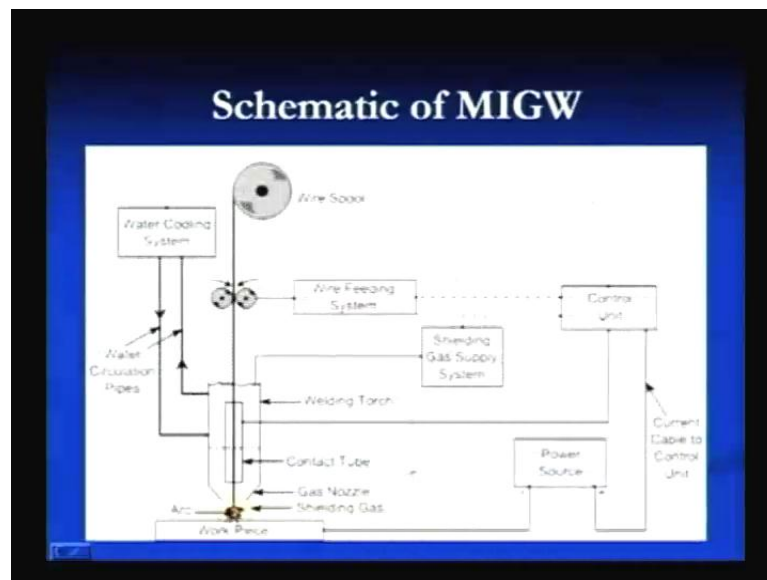 Schematic of MIGW
Wire Spool
Water Cooling
System
Wire Feeding
System
Control
Unit
Shielding
Gas Supply
System
Water
Circulation
Pipes
Welding Torch
Current
Cable to
Control
Unit
Power
Source
Contact Tube
Gas Nozzle
Shielding Gas
Arc
Work Piece